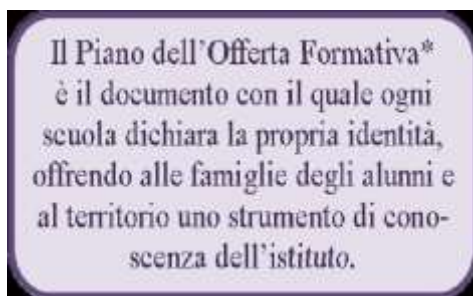 Il Piano dell'Offerta Formativa*
è il documento con il quale ogni
scuola dichiara la propria identità,
offrendo alle famiglie degli alunni e
al territorio uno strumento di cono-
scenza dell'istituto.